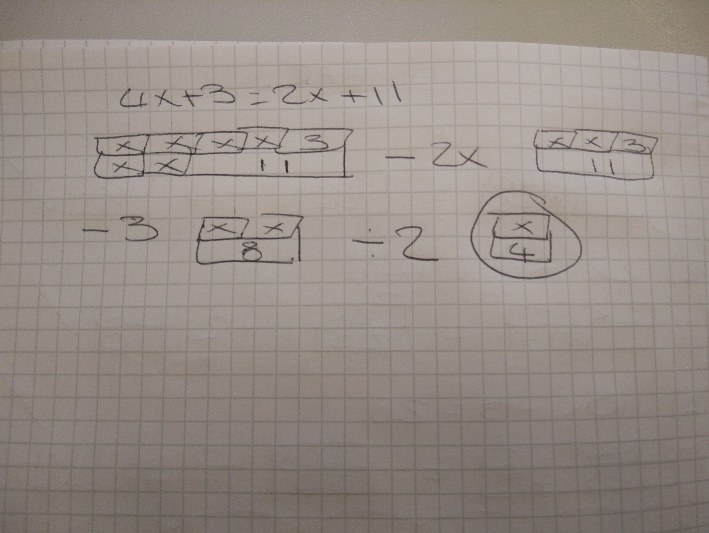 4x+3=2x+11
x x x x 3 -2x x x 3
x x 11 11
-3 x x ÷2 x
8 4